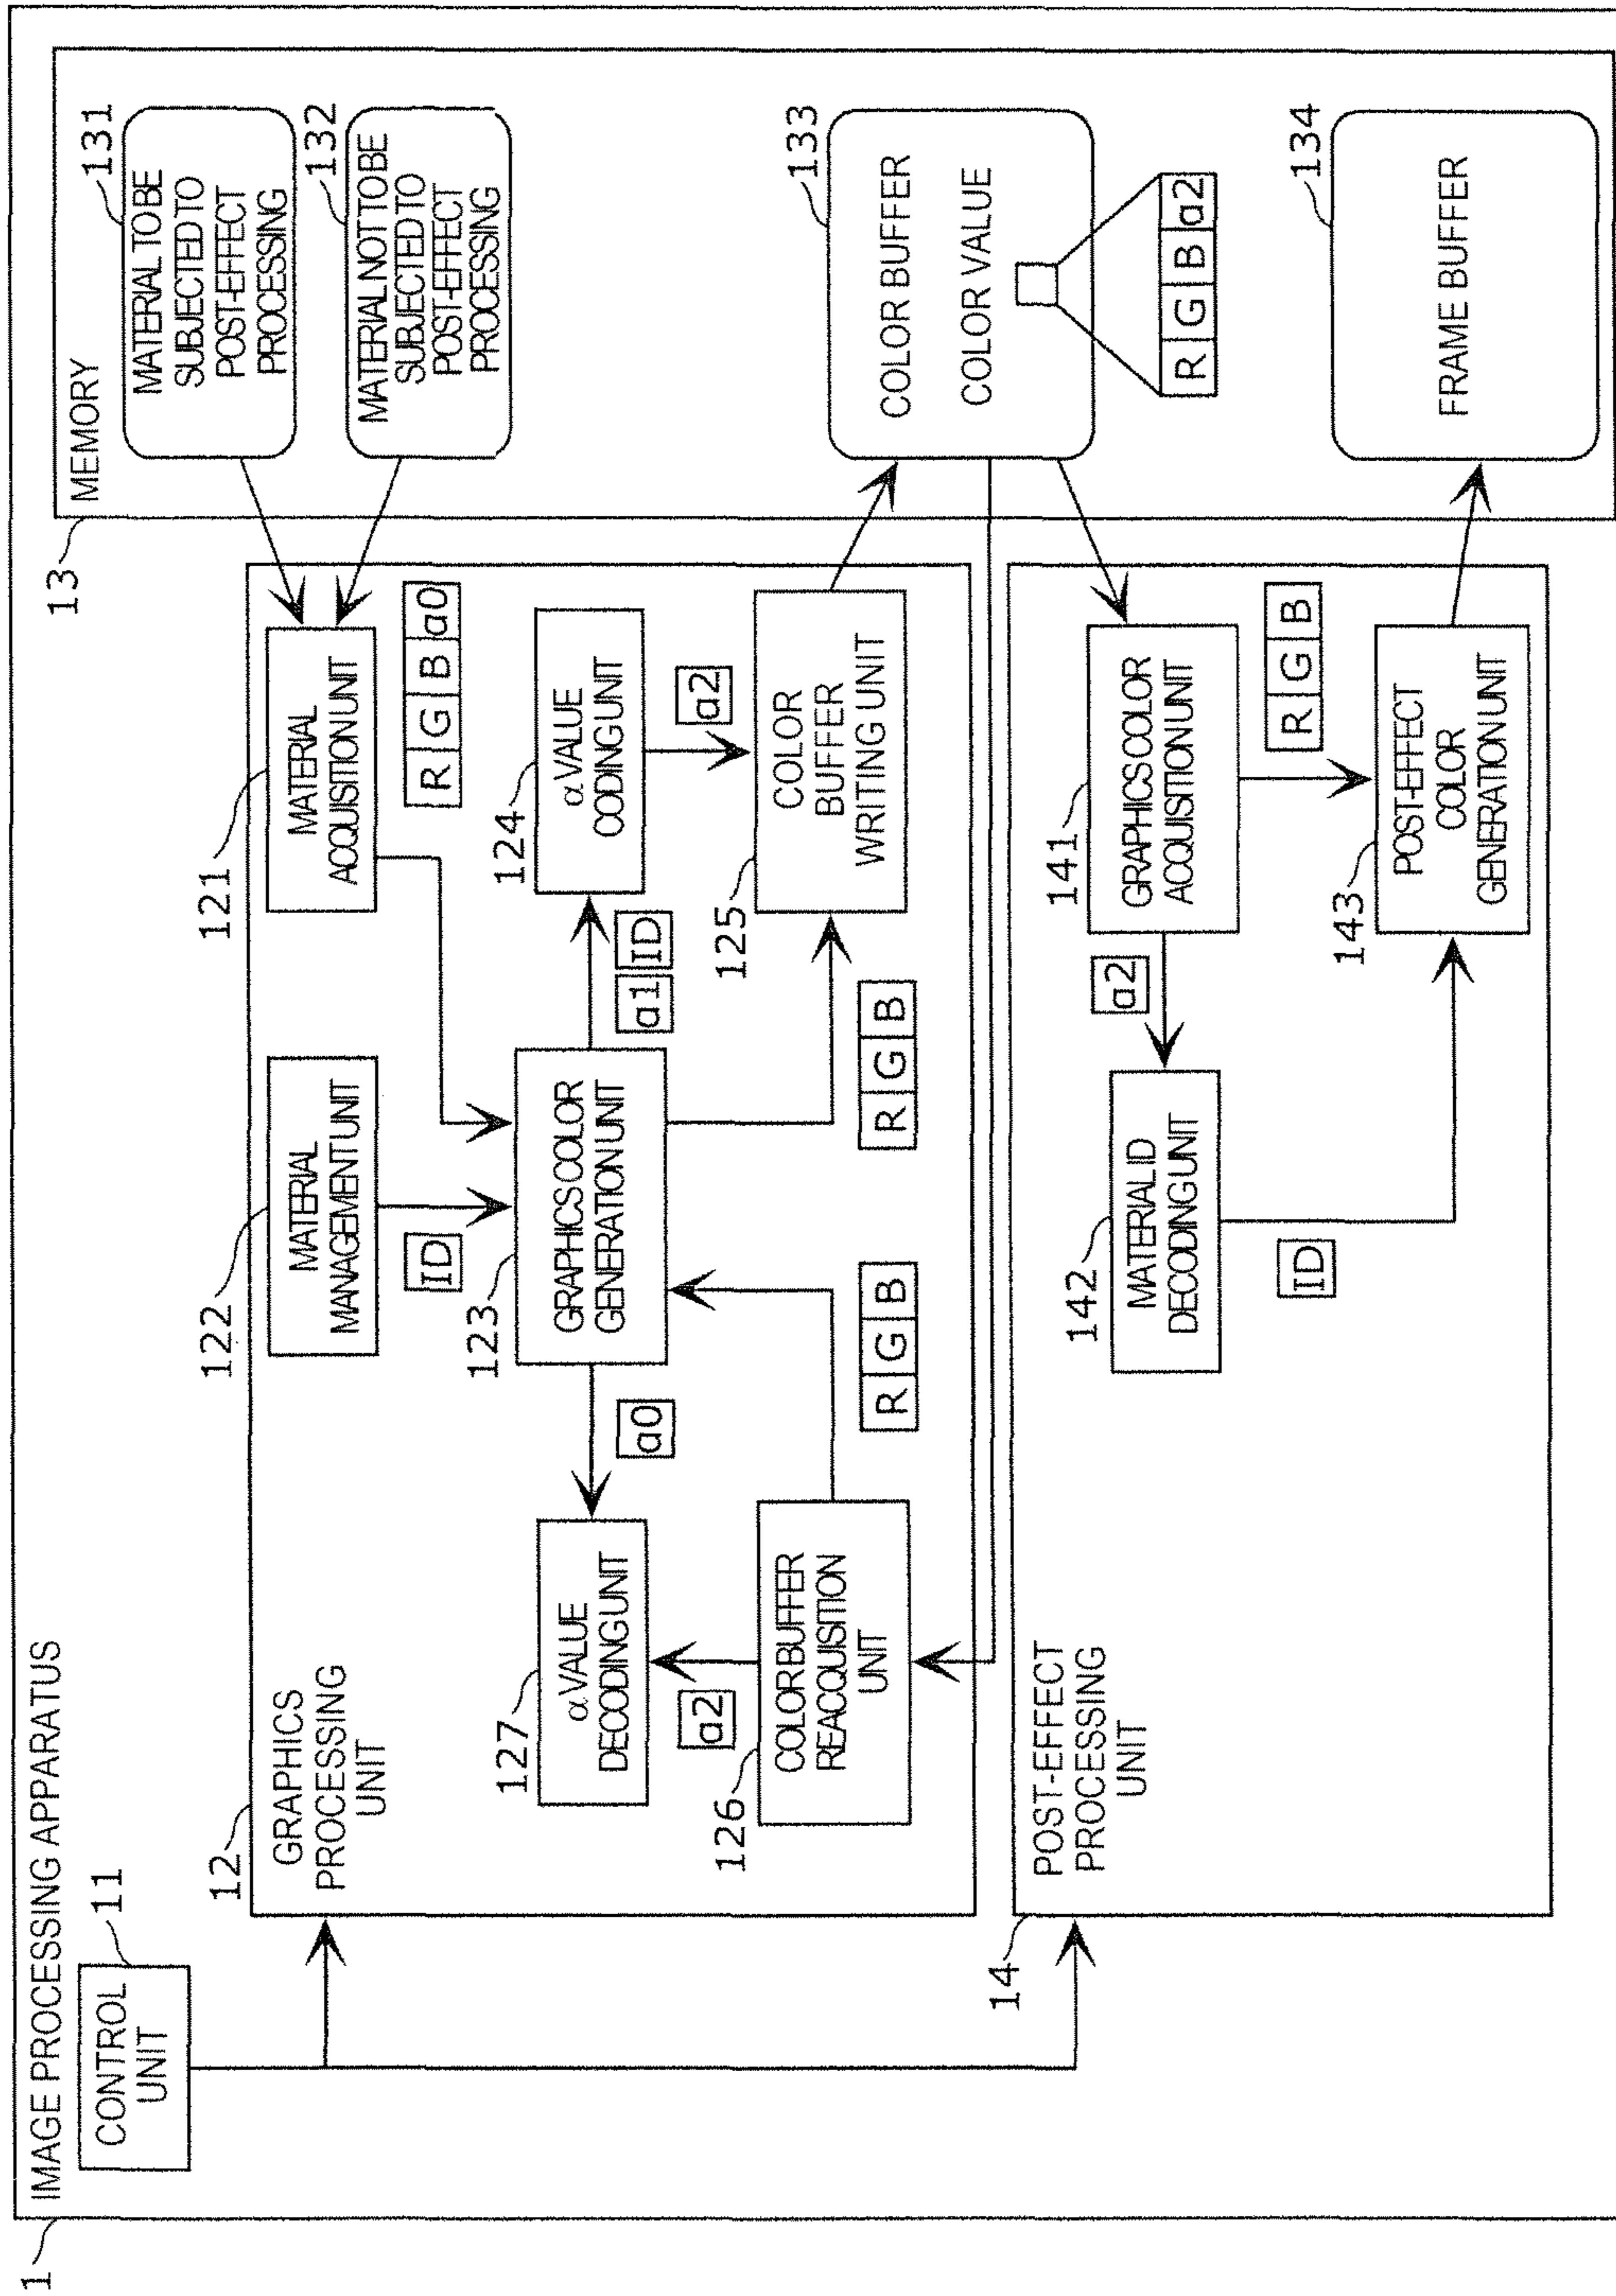 1
IMAGE PROCESSING APPARATUS
11
CONTROL
UNIT
12
GRAPHICS
PROCESSING
UNIT
122
MATERIAL
MANAGEMENT UNIT
ID
121
MATERIAL
ACQUISITION UNIT
R G B a0
127
α VALUE
DECODING UNIT
a0
123
GRAPHICS COLOR
GENERATION UNIT
a1 ID
124
α VALUE
CODING UNIT
a2
a2
126
COLOR BUFFER
REACQUISITION
UNIT
R G B
R G B
125
COLOR
BUFFER
WRITING UNIT
14
POST-EFFECT
PROCESSING
UNIT
142
MATERIAL ID
DECODING UNIT
a2
141
GRAPHICS COLOR
ACQUISITION UNIT
ID
R G B
143
POST-EFFECT
COLOR
GENERATION UNIT
13
MEMORY
131
MATERIAL TO BE
SUBJECTED TO
POST-EFFECT
PROCESSING
132
MATERIAL NOT TO BE
SUBJECTED TO
POST-EFFECT
PROCESSING
133
COLOR BUFFER
COLOR VALUE
R G B a2
134
FRAME BUFFER